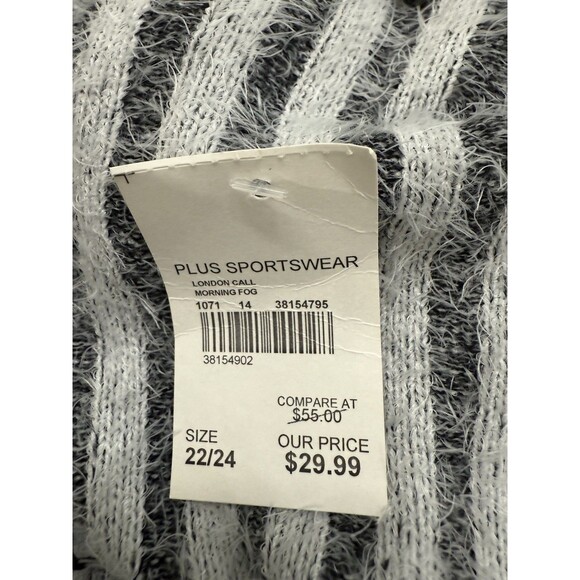 PLUS SPORTSWEAR
LONDON CALL
MORNING FOG
1071 14 38154795
38154902
COMPARE AT
$55.00
SIZE
22/24
OUR PRICE
$29.99